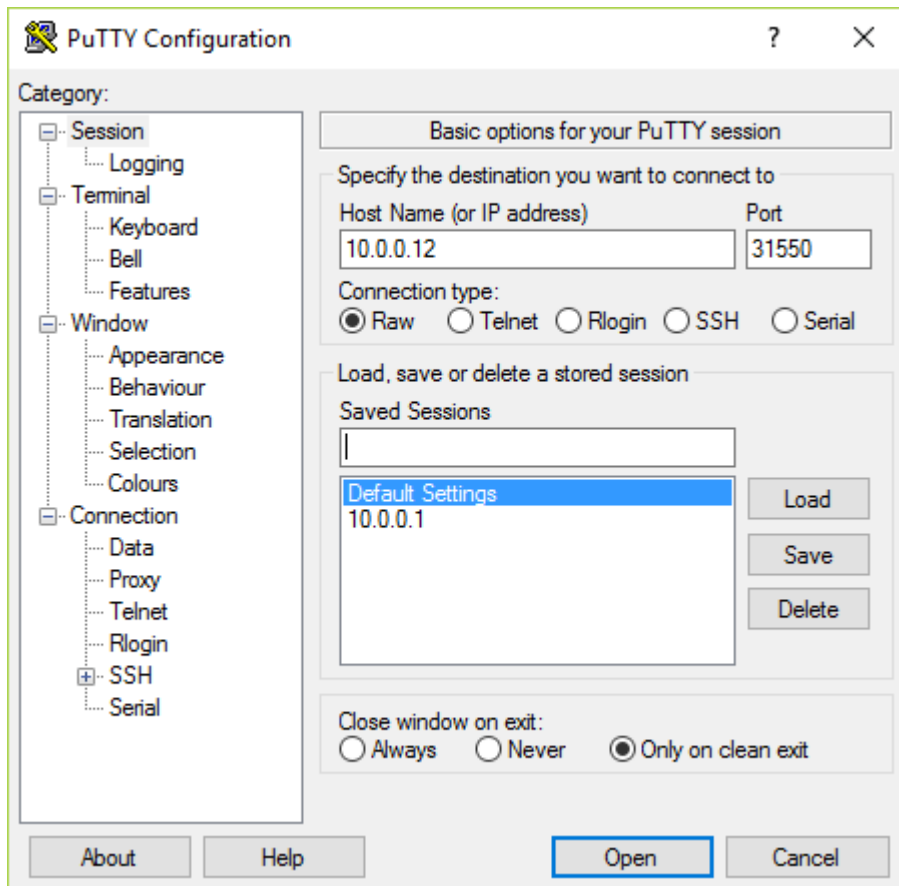 PuTTY Configuration ?
Category:
Session
Logging
Terminal
Keyboard
Bell
Features
Window
Appearance
Behaviour
Translation
Selection
Colours
Connection
Data
Proxy
Telnet
Rlogin
SSH
Serial
Basic options for your PuTTY session
Specify the destination you want to connect to
Host Name (or IP address) Port
10.0.0.12 31550
Connection type:
Raw Telnet Rlogin SSH Serial
Load, save or delete a stored session
Saved Sessions
Default Settings
10.0.0.1
Load
Save
Delete
Close window on exit:
Always Never Only on clean exit
About Help Open Cancel